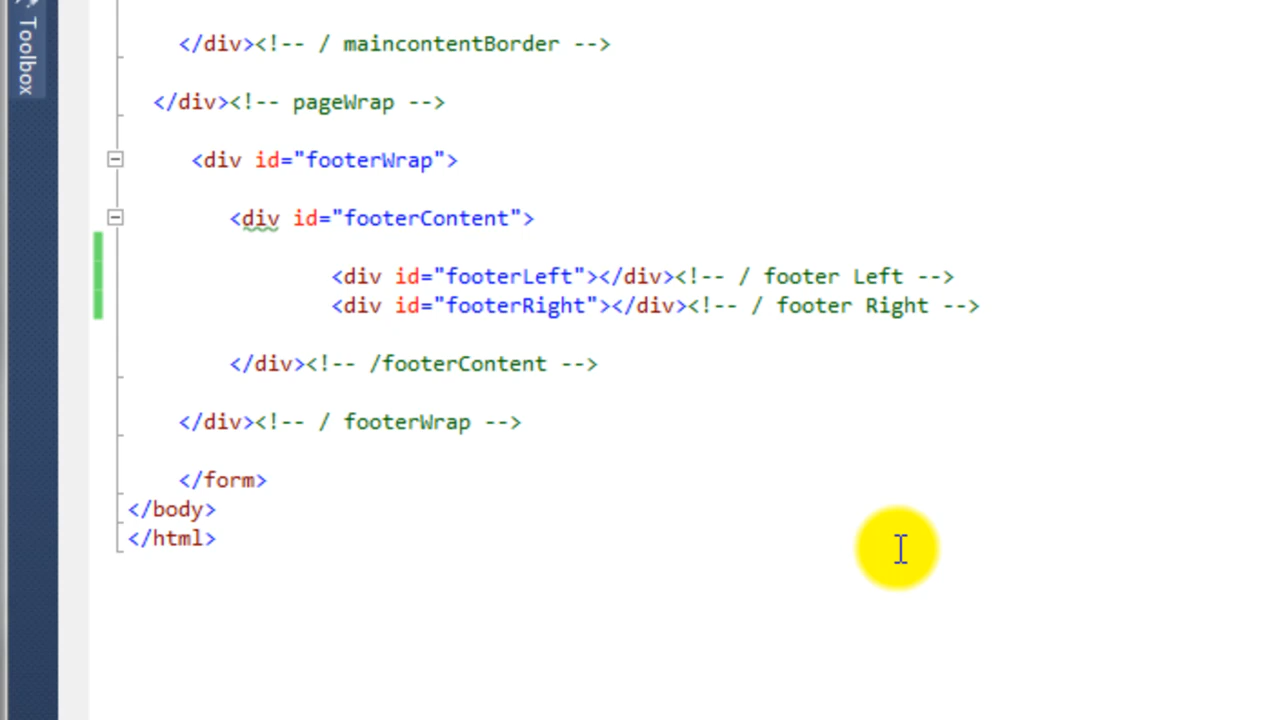 Toolbox
</div><!-- / maincontentBorder -->
</div><!-- pageWrap -->
<div id="footerWrap">
<div id="footerContent">
<div id="footerLeft"></div><!-- / footer Left -->
<div id="footerRight"></div><!-- / footer Right -->
</div><!-- /footerContent -->
</div><!-- / footerWrap -->
</form>
</body>
</html>